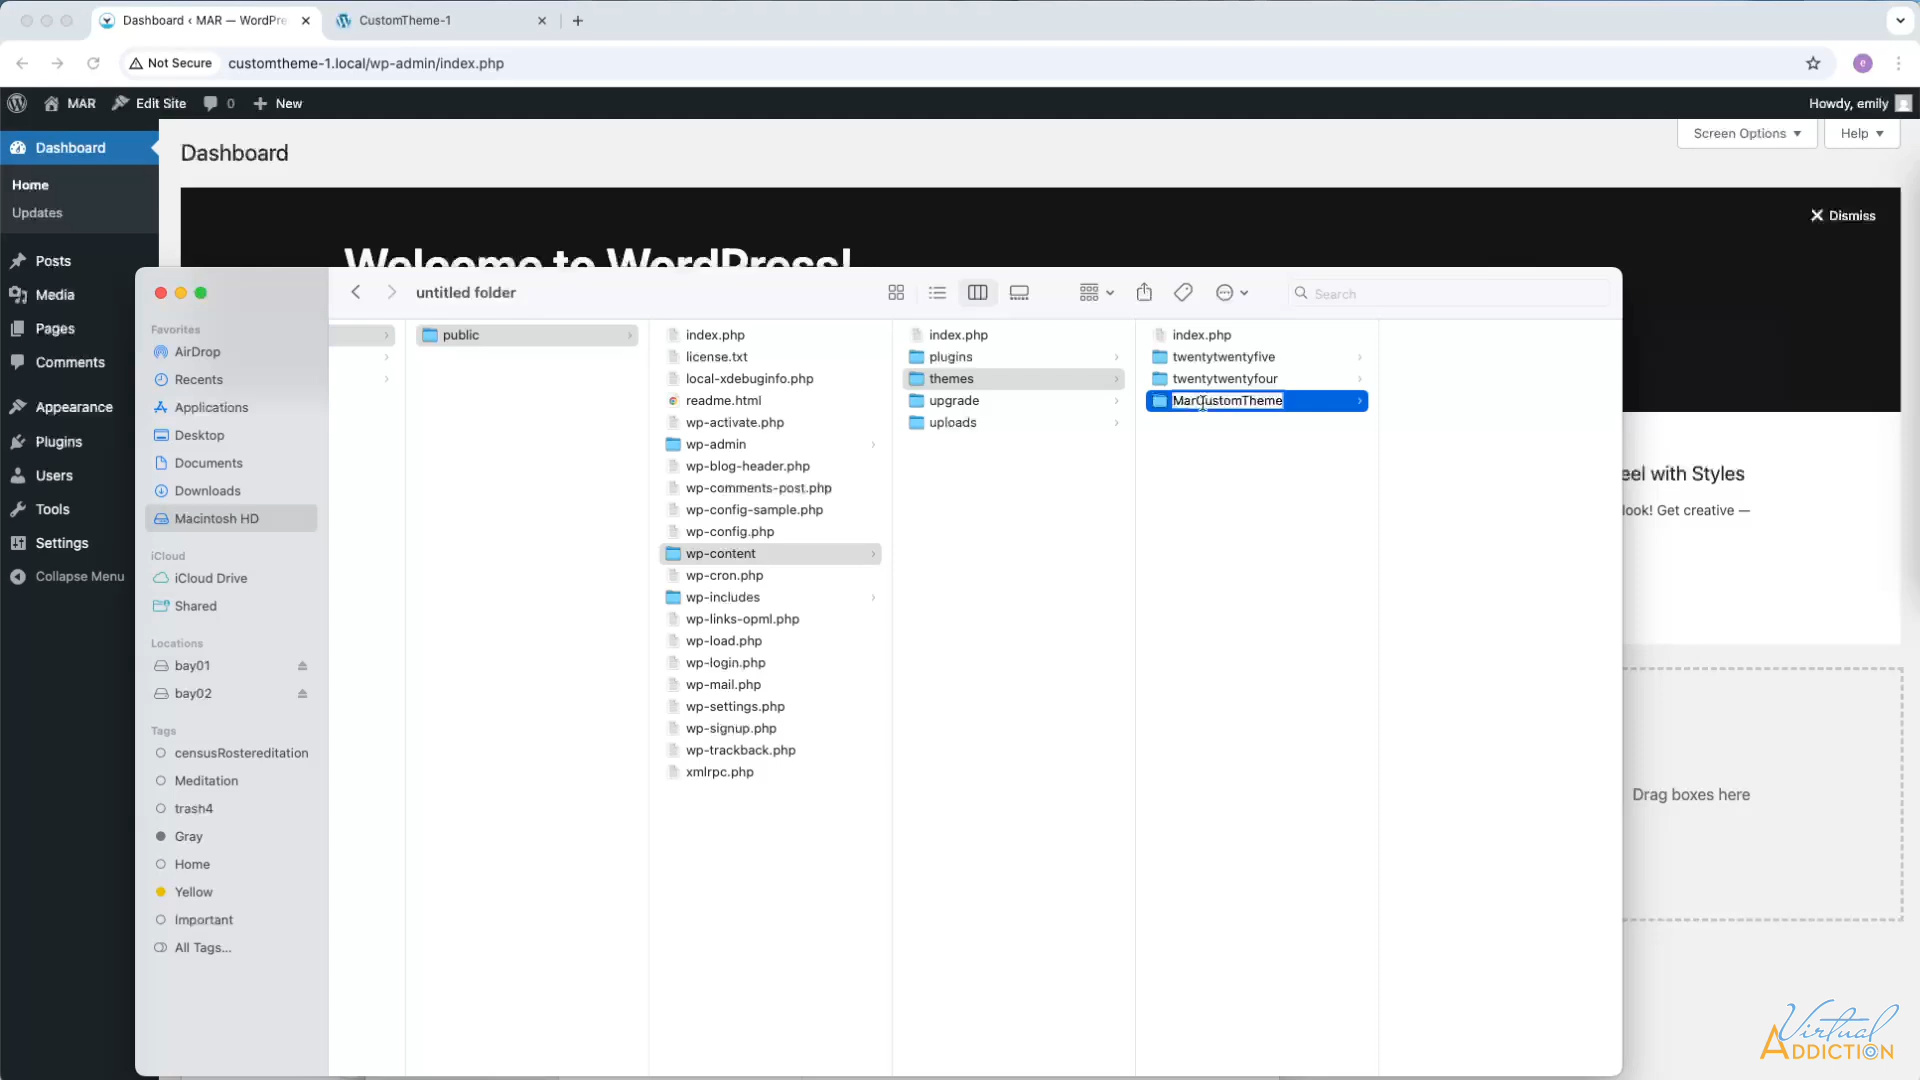 Dashboard ‹ MAR — WordPre
CustomTheme-1
Not Secure
customtheme-1.local/wp-admin/index.php
e
MAR
Edit Site
0
New
Howdy, emily
Dashboard
Home
Updates
Posts
Media
Pages
Comments
Appearance
Plugins
Users
Tools
Settings
Collapse Menu
Dashboard
Screen Options
Help
Dismiss
Welcome to WordPress!
untitled folder
Search
Favorites
AirDrop
Recents
Applications
Desktop
Documents
Downloads
Macintosh HD
iCloud
iCloud Drive
Shared
Locations
bay01
bay02
Tags
censusRostereditation
Meditation
trash4
Gray
Home
Yellow
Important
All Tags...
public
index.php
license.txt
local-xdebuginfo.php
readme.html
wp-activate.php
wp-admin
wp-blog-header.php
wp-comments-post.php
wp-config-sample.php
wp-config.php
wp-content
wp-cron.php
wp-includes
wp-links-opml.php
wp-load.php
wp-login.php
wp-mail.php
wp-settings.php
wp-signup.php
wp-trackback.php
xmlrpc.php
index.php
plugins
themes
upgrade
uploads
index.php
twentytwentyfive
twentytwentyfour
MarCustomTheme
eel with Styles
look! Get creative —
Drag boxes here
Virtual
ADDICTION